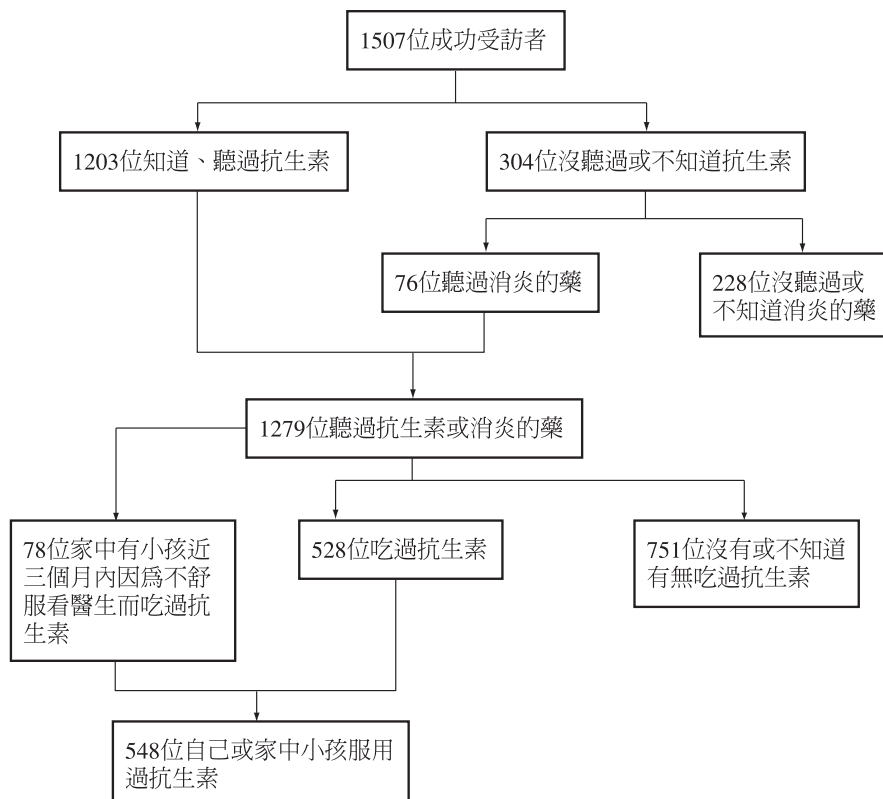 1507位成功受訪者
1203位知道、聽過抗生素
304位沒聽過或不知道抗生素
76位聽過消炎的藥
228位沒聽過或
不知道消炎的藥
1279位聽過抗生素或消炎的藥
78位家中有小孩近
三個月內因為不舒
服看醫生而吃過抗
生素
528位吃過抗生素
751位沒有或不知道
有無吃過抗生素
548位自己或家中小孩服用
過抗生素